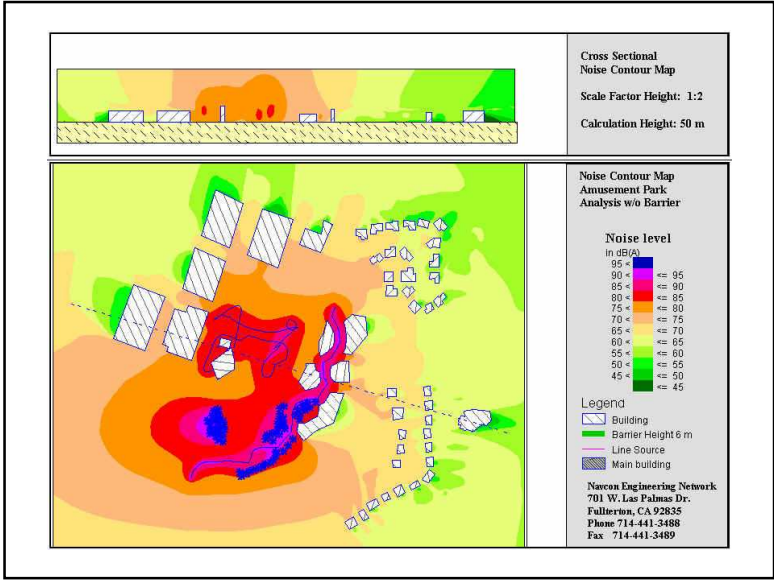 Cross Sectional
Noise Contour Map
Scale Factor Height: 1:2
Calculation Height: 50 m
Noise Contour Map
Amusement Park
Analysis w/o Barrier
Noise level
in dB(A)
95 <
90 < <= 95
85 < <= 90
80 < <= 85
75 < <= 80
70 < <= 75
65 < <= 70
60 < <= 65
55 < <= 60
50 < <= 55
45 < <= 50
<= 45
Legend
Building
Barrier Height 6 m
Line Source
Main building
Navcon Engineering Network
701 W. Las Palmas Dr.
Fullterton, CA 92835
Phone 714-441-3488
Fax 714-441-3489